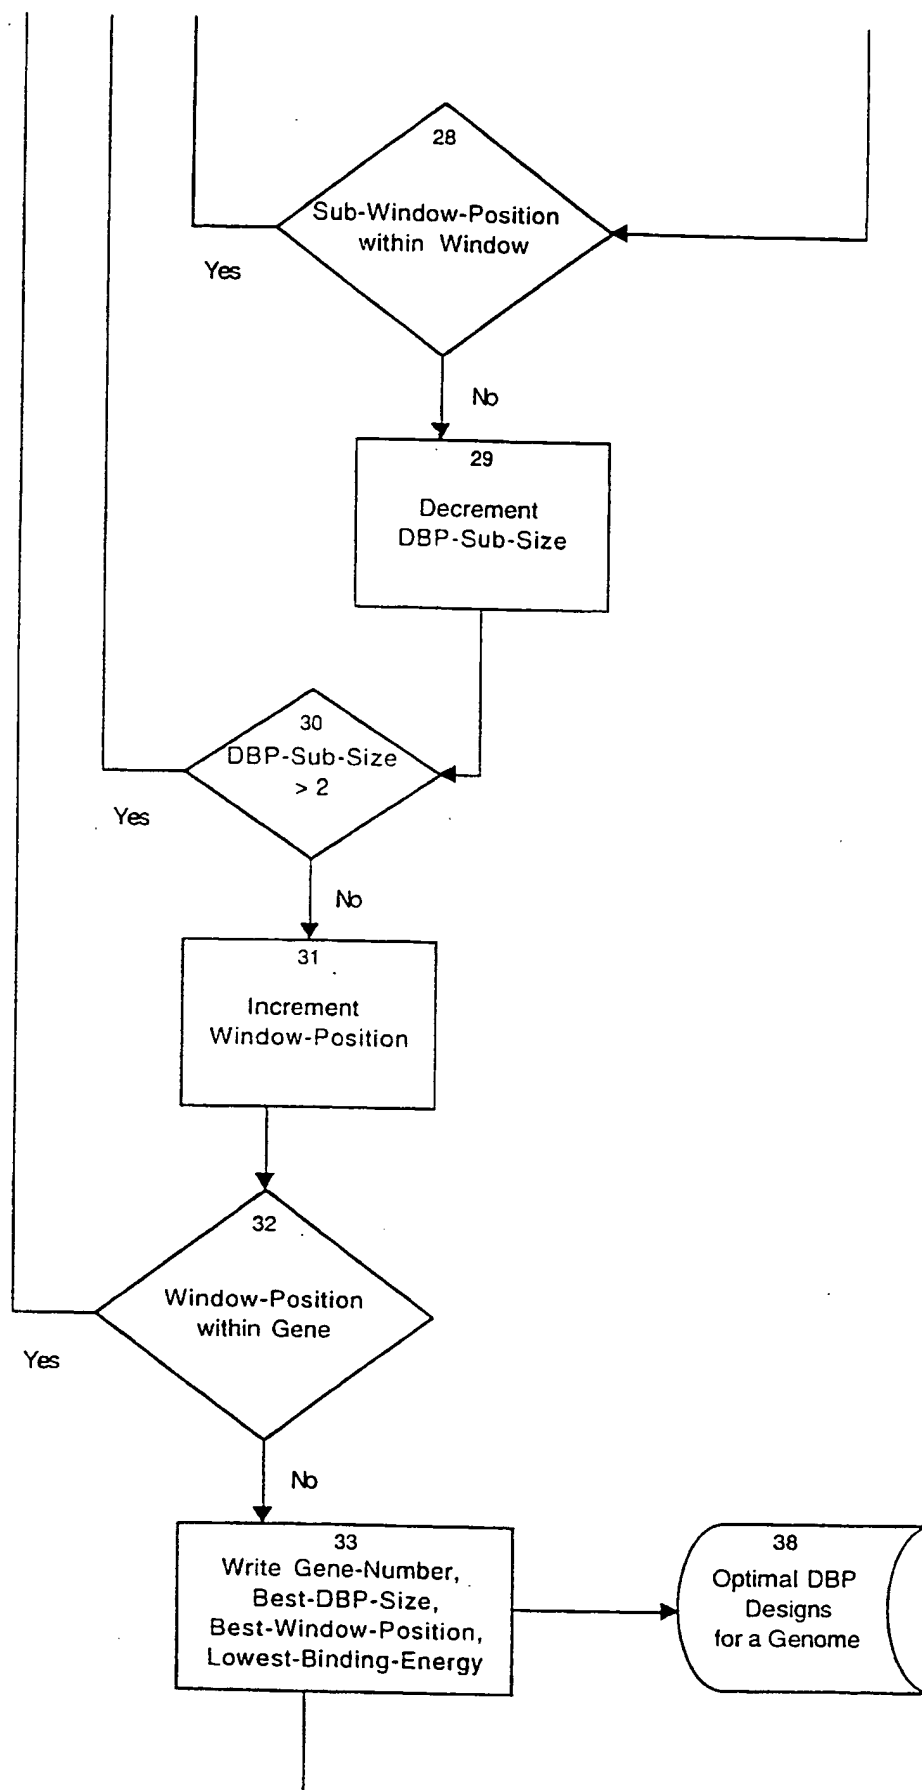 28
Sub-Window-Position
within Window
Yes
No
29
Decrement
DBP-Sub-Size
30
DBP-Sub-Size
> 2
Yes
No
31
Increment
Window-Position
32
Window-Position
within Gene
Yes
No
33
Write Gene-Number,
Best-DBP-Size,
Best-Window-Position,
Lowest-Binding-Energy
38
Optimal DBP
Designs
for a Genome